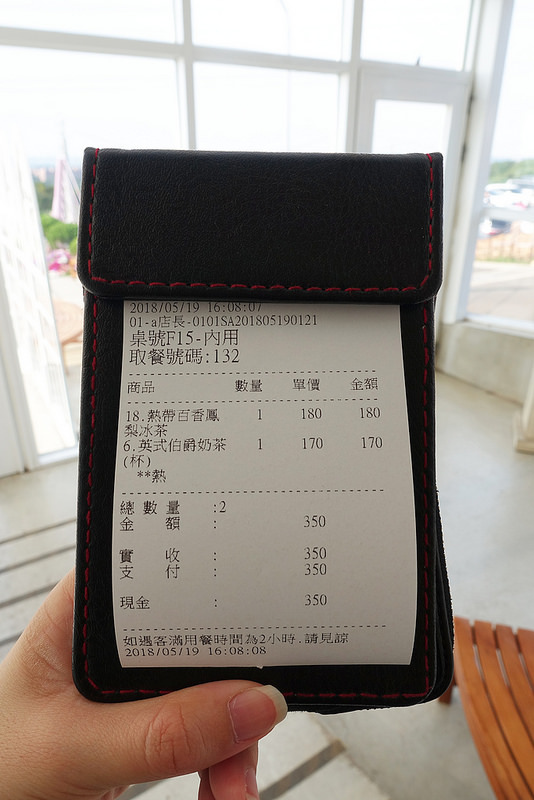 2018/05/19 16:08:07
01-a店長-0101SA201805190121
桌號F15-內用
取餐號碼:132
商品 數量 單價 金額
18.熱帶百香鳳 1 180 180
梨冰茶
6.英式伯爵奶茶 1 170 170
(杯)
**熱
總數量 :2
金額 : 350
實收 : 350
支付 : 350
現金 : 350
如遇客滿用餐時間為2小時.請見諒
2018/05/19 16:08:08